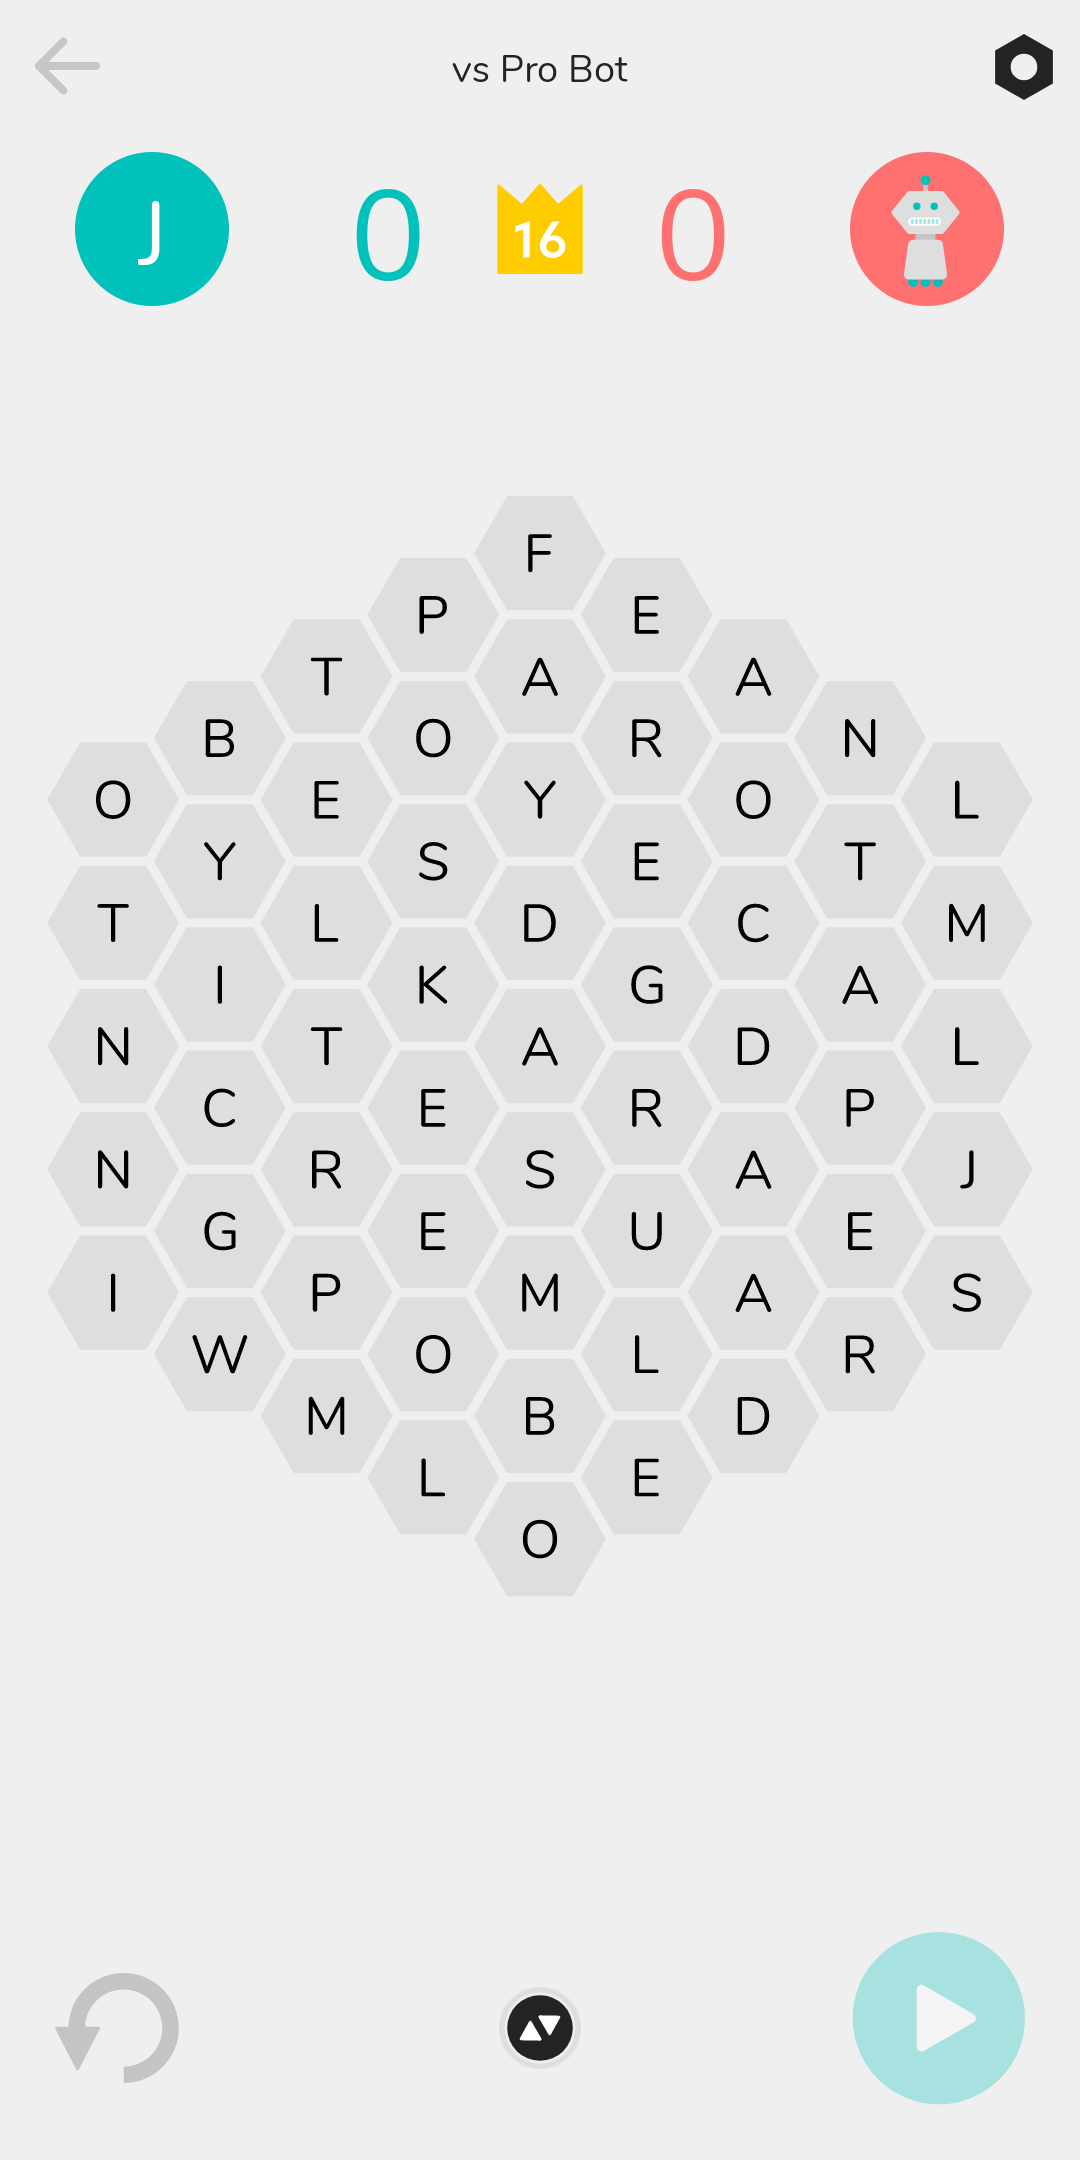 vs Pro Bot
J 0 16 0
F
P E
T A A
B O R N
O E Y O L
Y S E T
T L D C M
I K G A
N T A D L
C E R P
N R S A J
G E U E
I P M A S
W O L R
M B D
L E
O